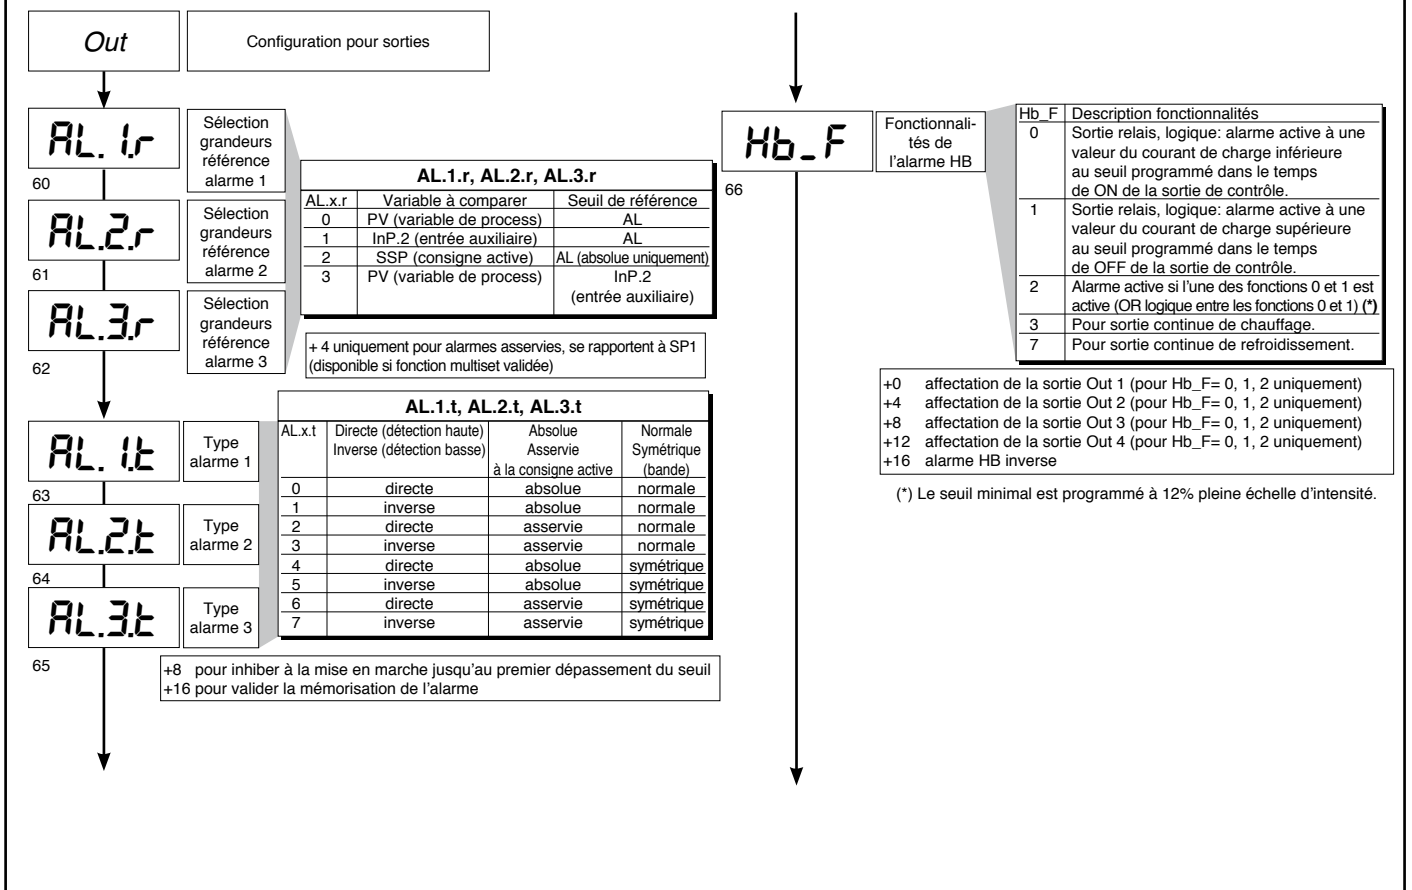 Out
Configuration pour sorties
AL.1.r
Sélection
grandeurs
référence
alarme 1
60
AL.2.r
Sélection
grandeurs
référence
alarme 2
61
AL.3.r
Sélection
grandeurs
référence
alarme 3
62
AL.1.r, AL.2.r, AL.3.r
AL.x.r Variable à comparer Seuil de référence
0 PV (variable de process) AL
1 InP.2 (entrée auxiliaire) AL
2 SSP (consigne active) AL (absolue uniquement)
3 PV (variable de process) InP.2
(entrée auxiliaire)
+ 4 uniquement pour alarmes asservies, se rapportent à SP1
(disponible si fonction multiset validée)
AL.1.t
Type
alarme 1
63
AL.2.t
Type
alarme 2
64
AL.3.t
Type
alarme 3
65
AL.1.t, AL.2.t, AL.3.t
AL.x.t Directe (détection haute) Absolue Normale
Inverse (détection basse) Asservie Symétrique
à la consigne active (bande)
0 directe absolue normale
1 inverse absolue normale
2 directe asservie normale
3 inverse asservie normale
4 directe absolue symétrique
5 inverse absolue symétrique
6 directe asservie symétrique
7 inverse asservie symétrique
+8 pour inhiber à la mise en marche jusqu'au premier dépassement du seuil
+16 pour valider la mémorisation de l'alarme
Hb_F
Fonctionnali-
tés de
l'alarme HB
66
Hb_F Description fonctionnalités
0 Sortie relais, logique: alarme active à une
valeur du courant de charge inférieure
au seuil programmé dans le temps
de ON de la sortie de contrôle.
1 Sortie relais, logique: alarme active à une
valeur du courant de charge supérieure
au seuil programmé dans le temps
de OFF de la sortie de contrôle.
2 Alarme active si l'une des fonctions 0 et 1 est
active (OR logique entre les fonctions 0 et 1) (*)
3 Pour sortie continue de chauffage.
7 Pour sortie continue de refroidissement.
+0 affectation de la sortie Out 1 (pour Hb_F= 0, 1, 2 uniquement)
+4 affectation de la sortie Out 2 (pour Hb_F= 0, 1, 2 uniquement)
+8 affectation de la sortie Out 3 (pour Hb_F= 0, 1, 2 uniquement)
+12 affectation de la sortie Out 4 (pour Hb_F= 0, 1, 2 uniquement)
+16 alarme HB inverse
(*) Le seuil minimal est programmé à 12% pleine échelle d'intensité.